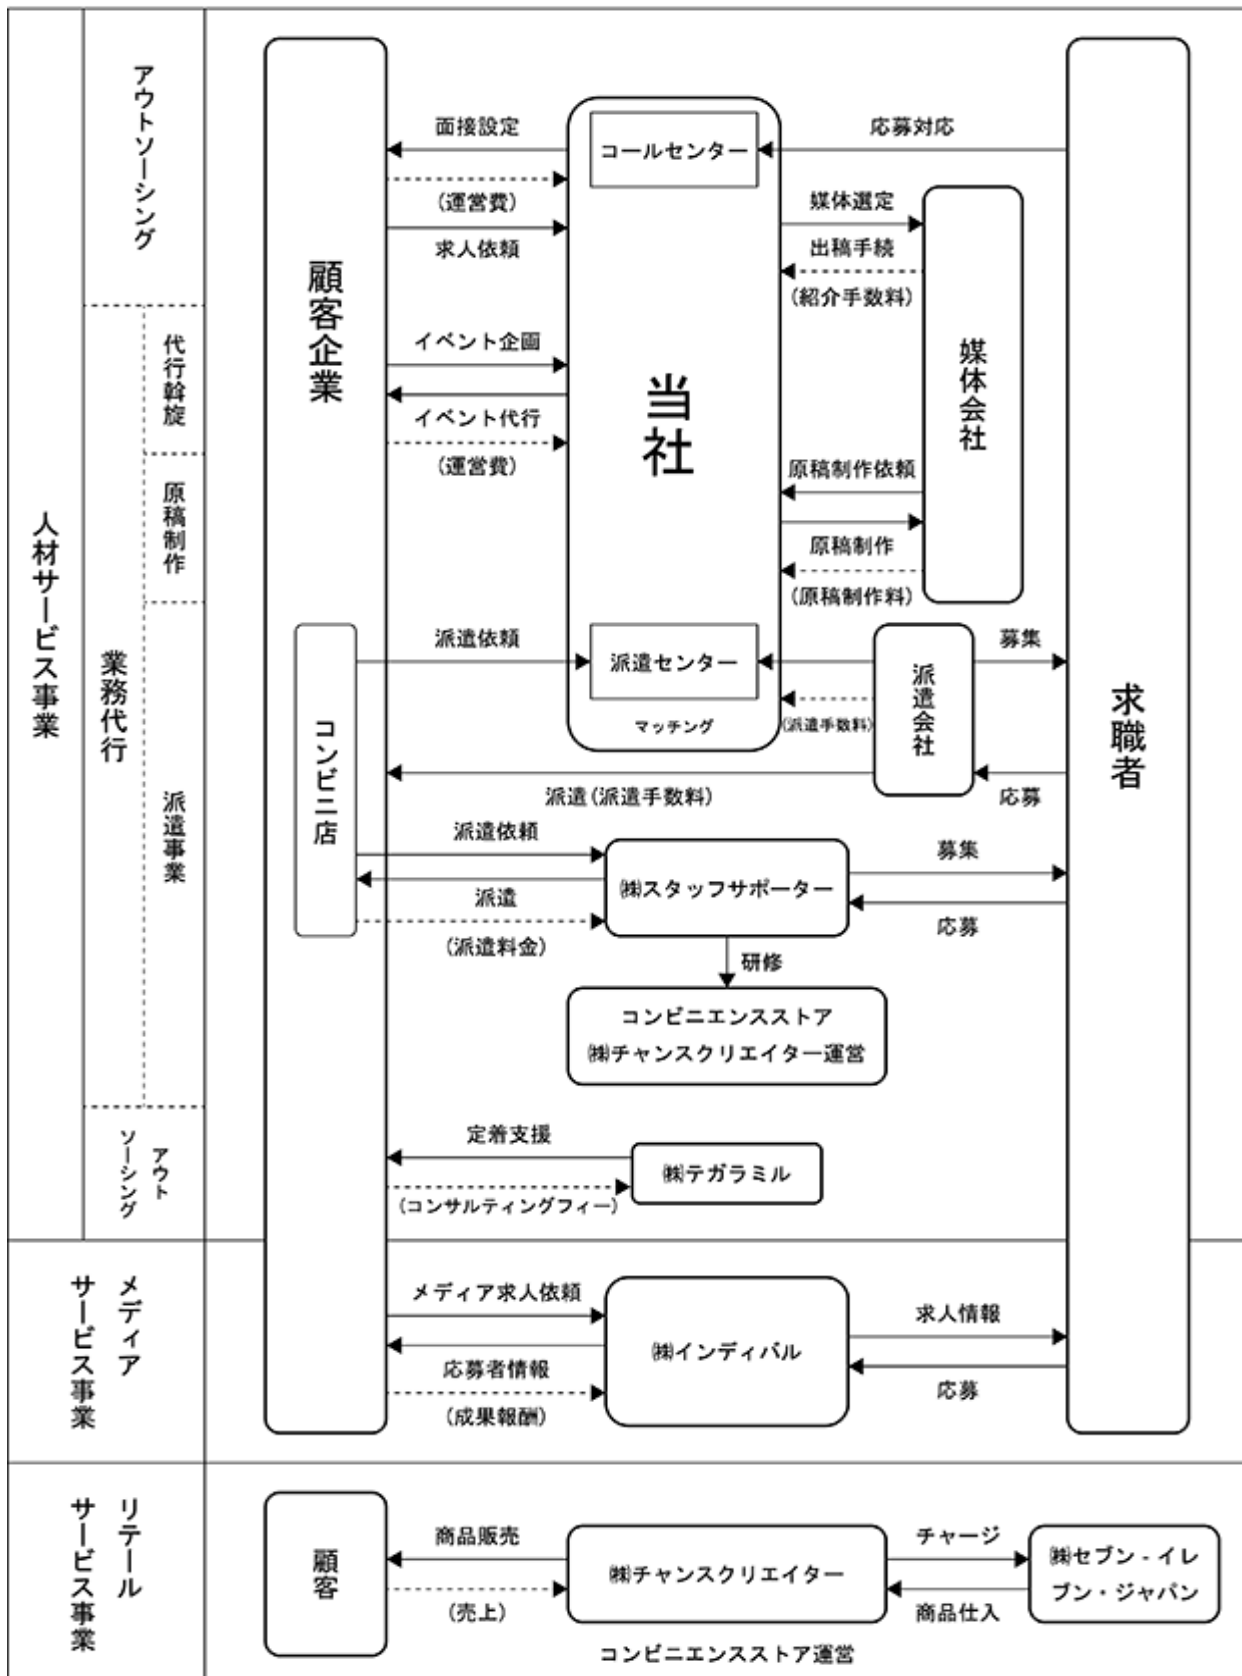 人材サービス事業
アウトソーシング
業務代行
代行斡旋
原稿制作
派遣事業
アウト
ソーシング
顧客企業
コンビニ店
当社
コールセンター
面接設定
(運営費)
求人依頼
応募対応
媒体選定
出稿手続
(紹介手数料)
媒体会社
イベント企画
イベント代行
(運営費)
原稿制作依頼
原稿制作
(原稿制作料)
派遣依頼
派遣センター
マッチング
(派遣手数料)
派遣会社
募集
応募
求職者
派遣(派遣手数料)
派遣依頼
派遣
(派遣料金)
㈱スタッフサポーター
募集
応募
研修
コンビニエンスストア
㈱チャンスクリエイター運営
定着支援
(コンサルティングフィー)
㈱テガラミル
メディア
サービス事業
メディア求人依頼
応募者情報
(成果報酬)
㈱インディバル
求人情報
応募
リテール
サービス事業
顧客
商品販売
(売上)
㈱チャンスクリエイター
コンビニエンスストア運営
チャージ
商品仕入
㈱セブン-イレ
ブン・ジャパン